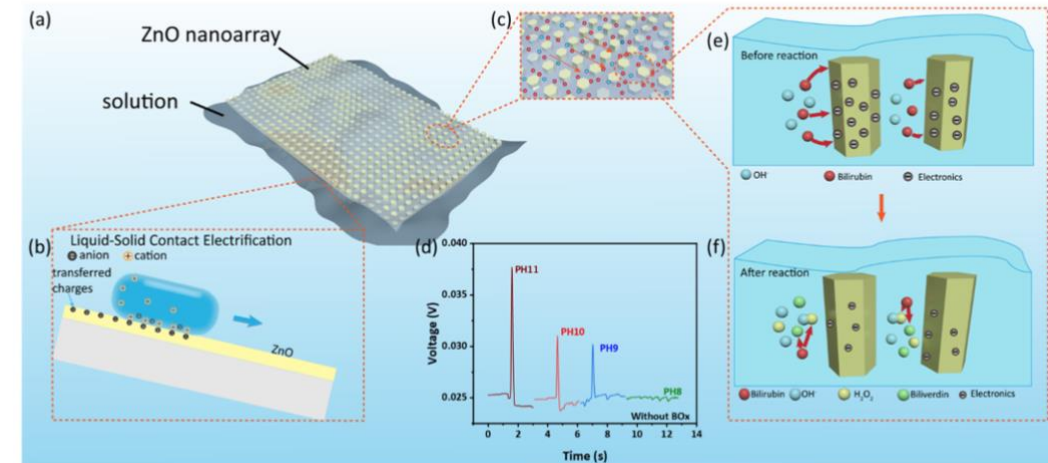 (a)
ZnO nanoarray
solution
(b)
Liquid-Solid Contact Electrification
anion cation
transferred
charges
ZnO
(c)
(d)
0.040
0.035
0.030
0.025
Voltage (V)
PH11
PH10
PH9
PH8
Without BOx
0 2 4 6 8 10 12 14
Time (s)
(e)
Before reaction
OH⁻ Bilirubin Electronics
(f)
After reaction
Bilirubin OH⁻ H₂O₂ Biliverdin Electronics